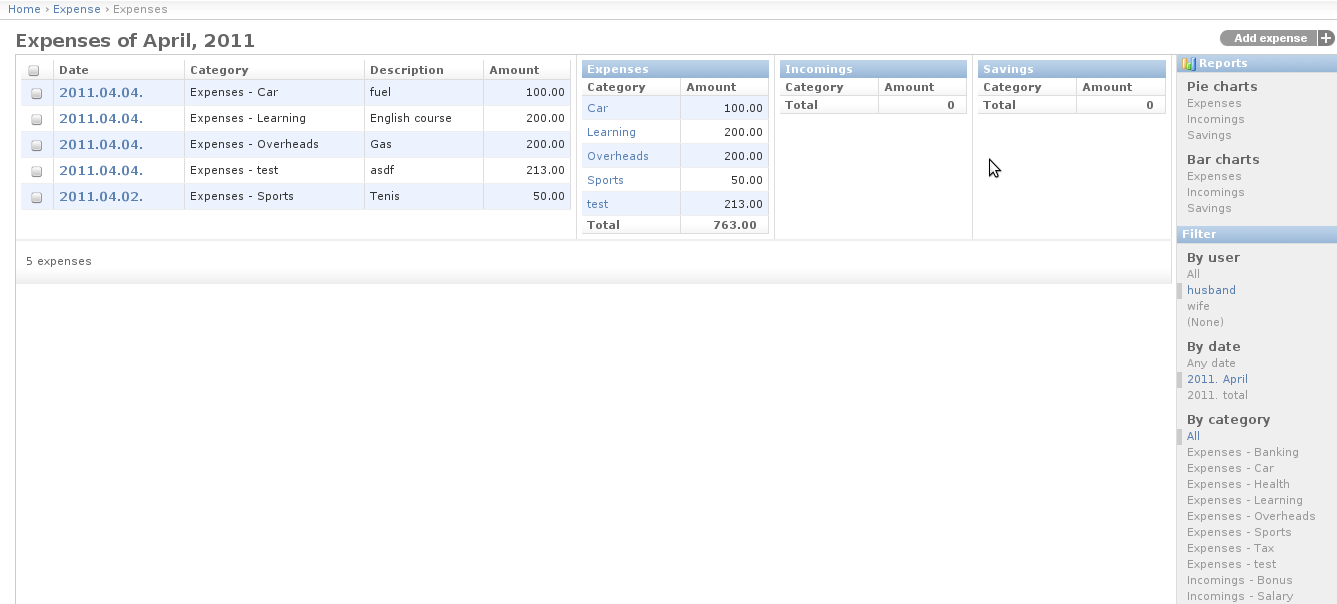 Home › Expense › Expenses
Expenses of April, 2011
Add expense +
Date Category Description Amount
2011.04.04. Expenses - Car fuel 100.00
2011.04.04. Expenses - Learning English course 200.00
2011.04.04. Expenses - Overheads Gas 200.00
2011.04.04. Expenses - test asdf 213.00
2011.04.02. Expenses - Sports Tenis 50.00
5 expenses
Expenses
Category Amount
Car 100.00
Learning 200.00
Overheads 200.00
Sports 50.00
test 213.00
Total 763.00
Incomings
Category Amount
Total 0
Savings
Category Amount
Total 0
Reports
Pie charts
Expenses
Incomings
Savings
Bar charts
Expenses
Incomings
Savings
Filter
By user
All
husband
wife
(None)
By date
Any date
2011. April
2011. total
By category
All
Expenses - Banking
Expenses - Car
Expenses - Health
Expenses - Learning
Expenses - Overheads
Expenses - Sports
Expenses - Tax
Expenses - test
Incomings - Bonus
Incomings - Salary